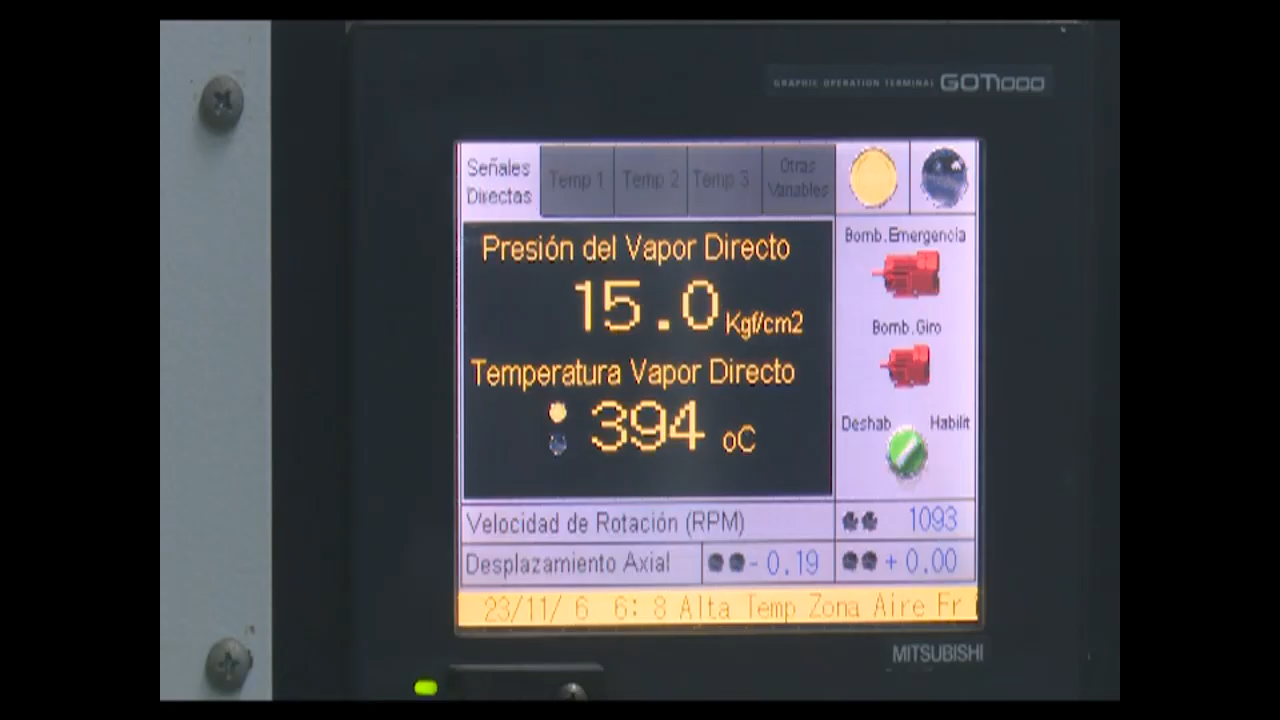 GRAPHIC OPERATION TERMINAL GOT1000
Señales Directas
Temp 1
Temp 2
Temp 3
Otras Variables
Presión del Vapor Directo
15.0 Kgf/cm2
Temperatura Vapor Directo
394 oC
Bomb.Emergencia
Bomb.Giro
Deshab Habilit
Velocidad de Rotación (RPM) 1093
Desplazamiento Axial - 0.19 + 0.00
23/11/ 6 6: 8 Alta Temp Zona Aire Fr
MITSUBISHI